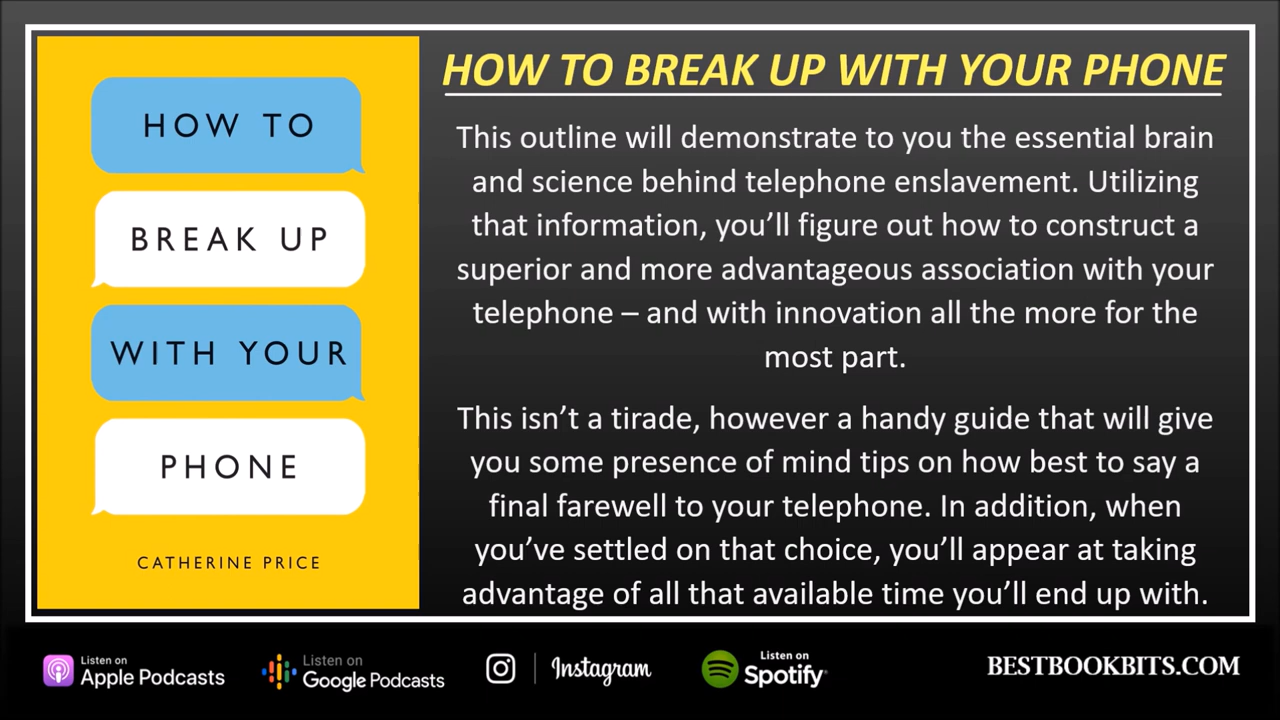 HOW TO
BREAK UP
WITH YOUR
PHONE
CATHERINE PRICE
HOW TO BREAK UP WITH YOUR PHONE
This outline will demonstrate to you the essential brain
and science behind telephone enslavement. Utilizing
that information, you’ll figure out how to construct a
superior and more advantageous association with your
telephone – and with innovation all the more for the
most part.
This isn’t a tirade, however a handy guide that will give
you some presence of mind tips on how best to say a
final farewell to your telephone. In addition, when
you’ve settled on that choice, you’ll appear at taking
advantage of all that available time you’ll end up with.
Listen on
Apple Podcasts
Listen on
Google Podcasts
Instagram
Listen on
Spotify
BESTBOOKBITS.COM